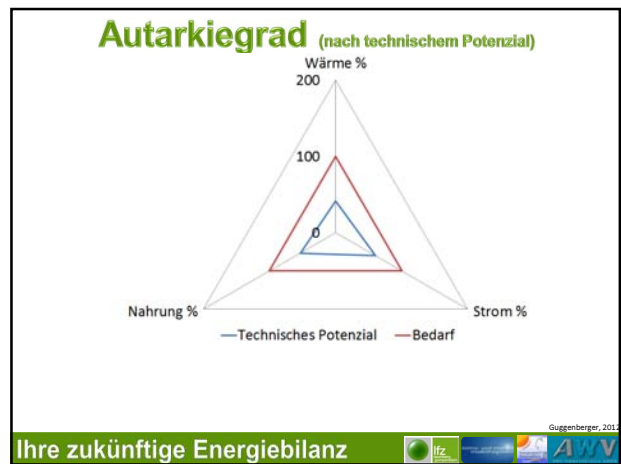 Autarkiegrad (nach technischem Potenzial)
Wärme %
200
100
0
Nahrung %
Strom %
Technisches Potenzial
Bedarf
Guggenberger, 2012
Ihre zukünftige Energiebilanz
lfz
AWV